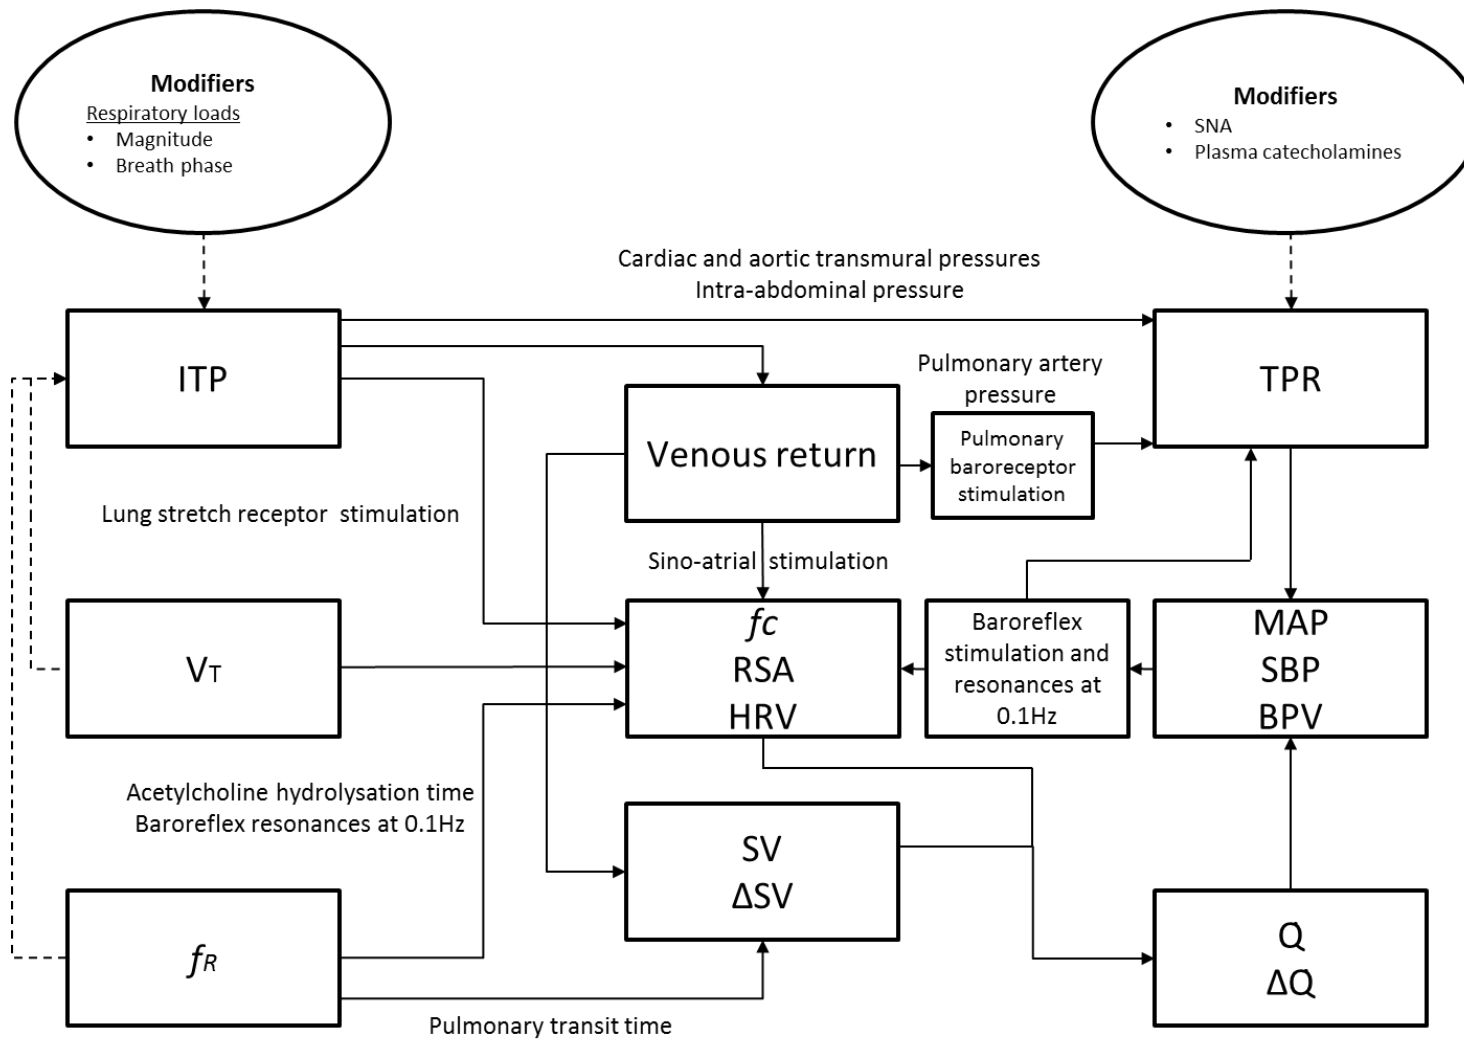 Modifiers
Respiratory loads
• Magnitude
• Breath phase
Modifiers
• SNA
• Plasma catecholamines
Cardiac and aortic transmural pressures
Intra-abdominal pressure
ITP
TPR
Pulmonary artery
pressure
Venous return
Pulmonary
baroreceptor
stimulation
Lung stretch receptor stimulation
Sino-atrial stimulation
VT
fc
RSA
HRV
Baroreflex
stimulation and
resonances at
0.1Hz
MAP
SBP
BPV
Acetylcholine hydrolysation time
Baroreflex resonances at 0.1Hz
SV
ΔSV
fR
Q̇
ΔQ̇
Pulmonary transit time